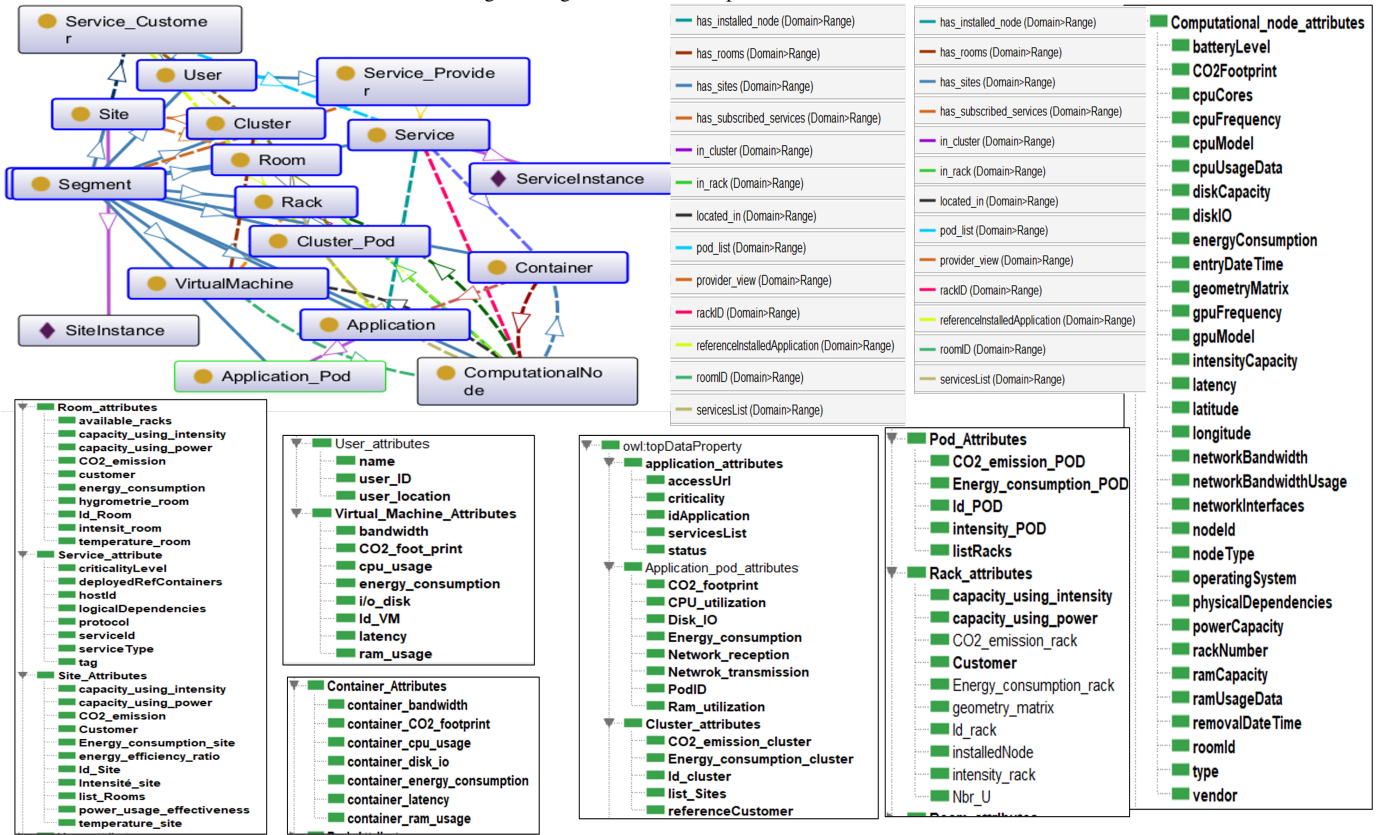 Service_Custome
r
User
Service_Provide
r
Site
Cluster
Service
Room
Segment
ServiceInstance
Rack
Cluster_Pod
Container
VirtualMachine
SiteInstance
Application
Application_Pod
ComputationalNo
de
has_installed_node (Domain>Range)
has_rooms (Domain>Range)
has_sites (Domain>Range)
has_subscribed_services (Domain>Range)
in_cluster (Domain>Range)
in_rack (Domain>Range)
located_in (Domain>Range)
pod_list (Domain>Range)
provider_view (Domain>Range)
rackID (Domain>Range)
referenceInstalledApplication (Domain>Range)
roomID (Domain>Range)
servicesList (Domain>Range)
has_installed_node (Domain>Range)
has_rooms (Domain>Range)
has_sites (Domain>Range)
has_subscribed_services (Domain>Range)
in_cluster (Domain>Range)
in_rack (Domain>Range)
located_in (Domain>Range)
pod_list (Domain>Range)
provider_view (Domain>Range)
rackID (Domain>Range)
referenceInstalledApplication (Domain>Range)
roomID (Domain>Range)
servicesList (Domain>Range)
Computational_node_attributes
batteryLevel
CO2Footprint
cpuCores
cpuFrequency
cpuModel
cpuUsageData
diskCapacity
diskIO
energyConsumption
entryDateTime
geometryMatrix
gpuFrequency
gpuModel
intensityCapacity
latency
latitude
longitude
networkBandwidth
networkBandwidthUsage
networkInterfaces
nodeId
nodeType
operatingSystem
physicalDependencies
powerCapacity
rackNumber
ramCapacity
ramUsageData
removalDateTime
roomId
type
vendor
Room_attributes
available_racks
capacity_using_intensity
capacity_using_power
CO2_emission
customer
energy_consumption
hygrometrie_room
Id_Room
intensit_room
temperature_room
Service_attribute
criticalityLevel
deployedRefContainers
hostId
logicalDependencies
protocol
serviceId
serviceType
tag
Site_Attributes
capacity_using_intensity
capacity_using_power
CO2_emission
Customer
Energy_consumption_site
energy_efficiency_ratio
Id_Site
Intensité_site
list_Rooms
power_usage_effectiveness
temperature_site
User_attributes
name
user_ID
user_location
Virtual_Machine_Attributes
bandwidth
CO2_foot_print
cpu_usage
energy_consumption
i/o_disk
Id_VM
latency
ram_usage
Container_Attributes
container_bandwidth
container_CO2_footprint
container_cpu_usage
container_disk_io
container_energy_consumption
container_latency
container_ram_usage
owl:topDataProperty
application_attributes
accessUrl
criticality
idApplication
servicesList
status
Application_pod_attributes
CO2_footprint
CPU_utilization
Disk_IO
Energy_consumption
Network_reception
Netwrok_transmission
PodID
Ram_utilization
Cluster_attributes
CO2_emission_cluster
Energy_consumption_cluster
Id_cluster
list_Sites
referenceCustomer
Pod_Attributes
CO2_emission_POD
Energy_consumption_POD
Id_POD
intensity_POD
listRacks
Rack_attributes
capacity_using_intensity
capacity_using_power
CO2_emission_rack
Customer
Energy_consumption_rack
geometry_matrix
Id_rack
installedNode
intensity_rack
Nbr_U